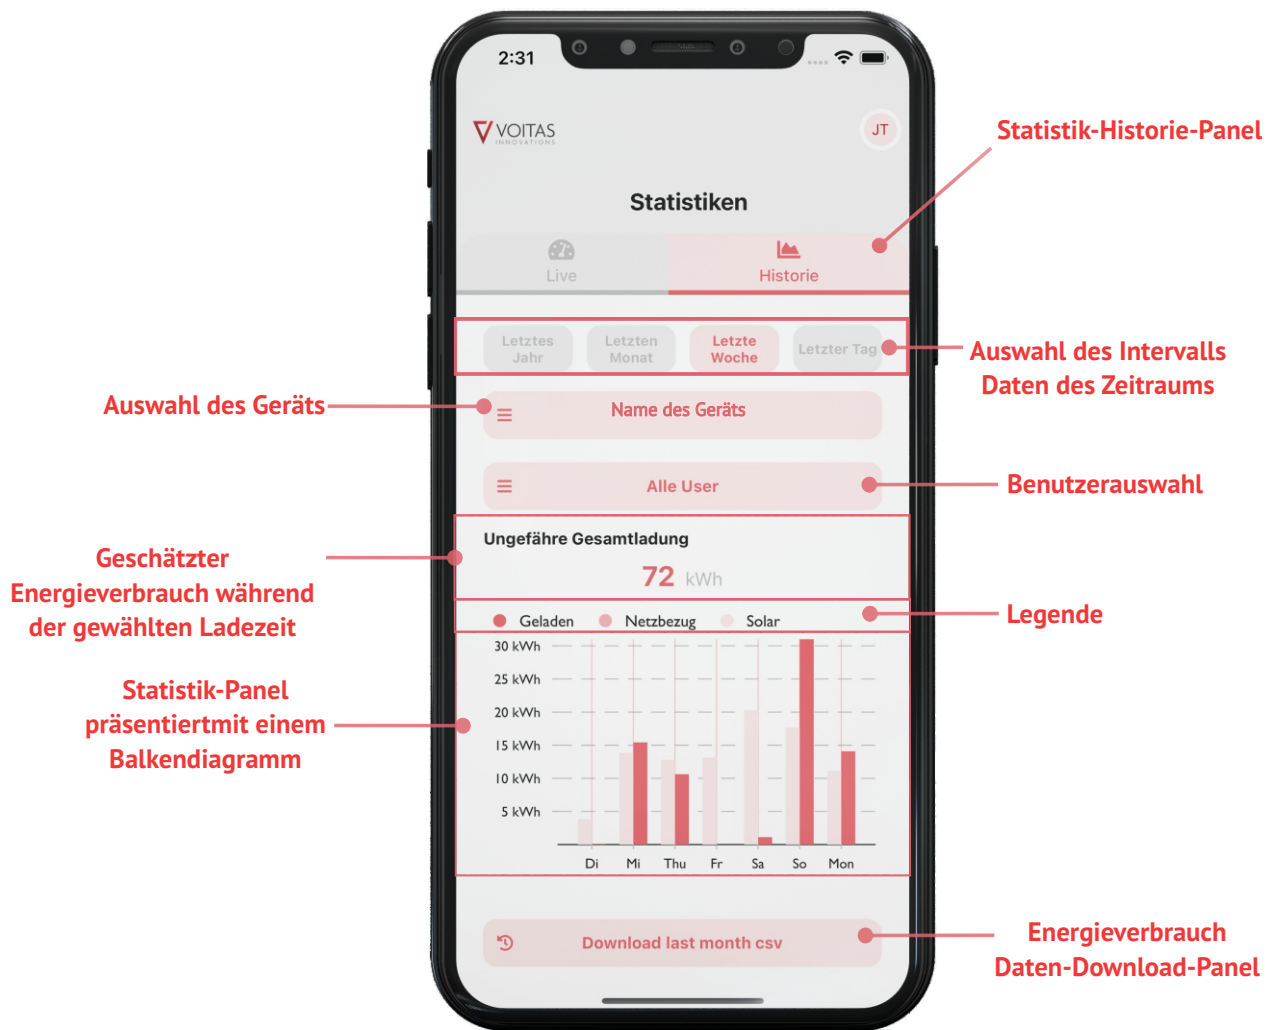 2:31
VOITAS
INNOVATIONS
JT
Statistik-Historie-Panel
Statistiken
Live
Historie
Letztes
Jahr
Letzten
Monat
Letzte
Woche
Letzter Tag
Auswahl des Intervalls
Daten des Zeitraums
Auswahl des Geräts
Name des Geräts
Alle User
Benutzerauswahl
Ungefähre Gesamtladung
72 kWh
Geschätzter
Energieverbrauch während
der gewählten Ladezeit
Geladen Netzbezug Solar
Legende
30 kWh
25 kWh
20 kWh
15 kWh
10 kWh
5 kWh
Di Mi Thu Fr Sa So Mon
Statistik-Panel
präsentiertmit einem
Balkendiagramm
Download last month csv
Energieverbrauch
Daten-Download-Panel